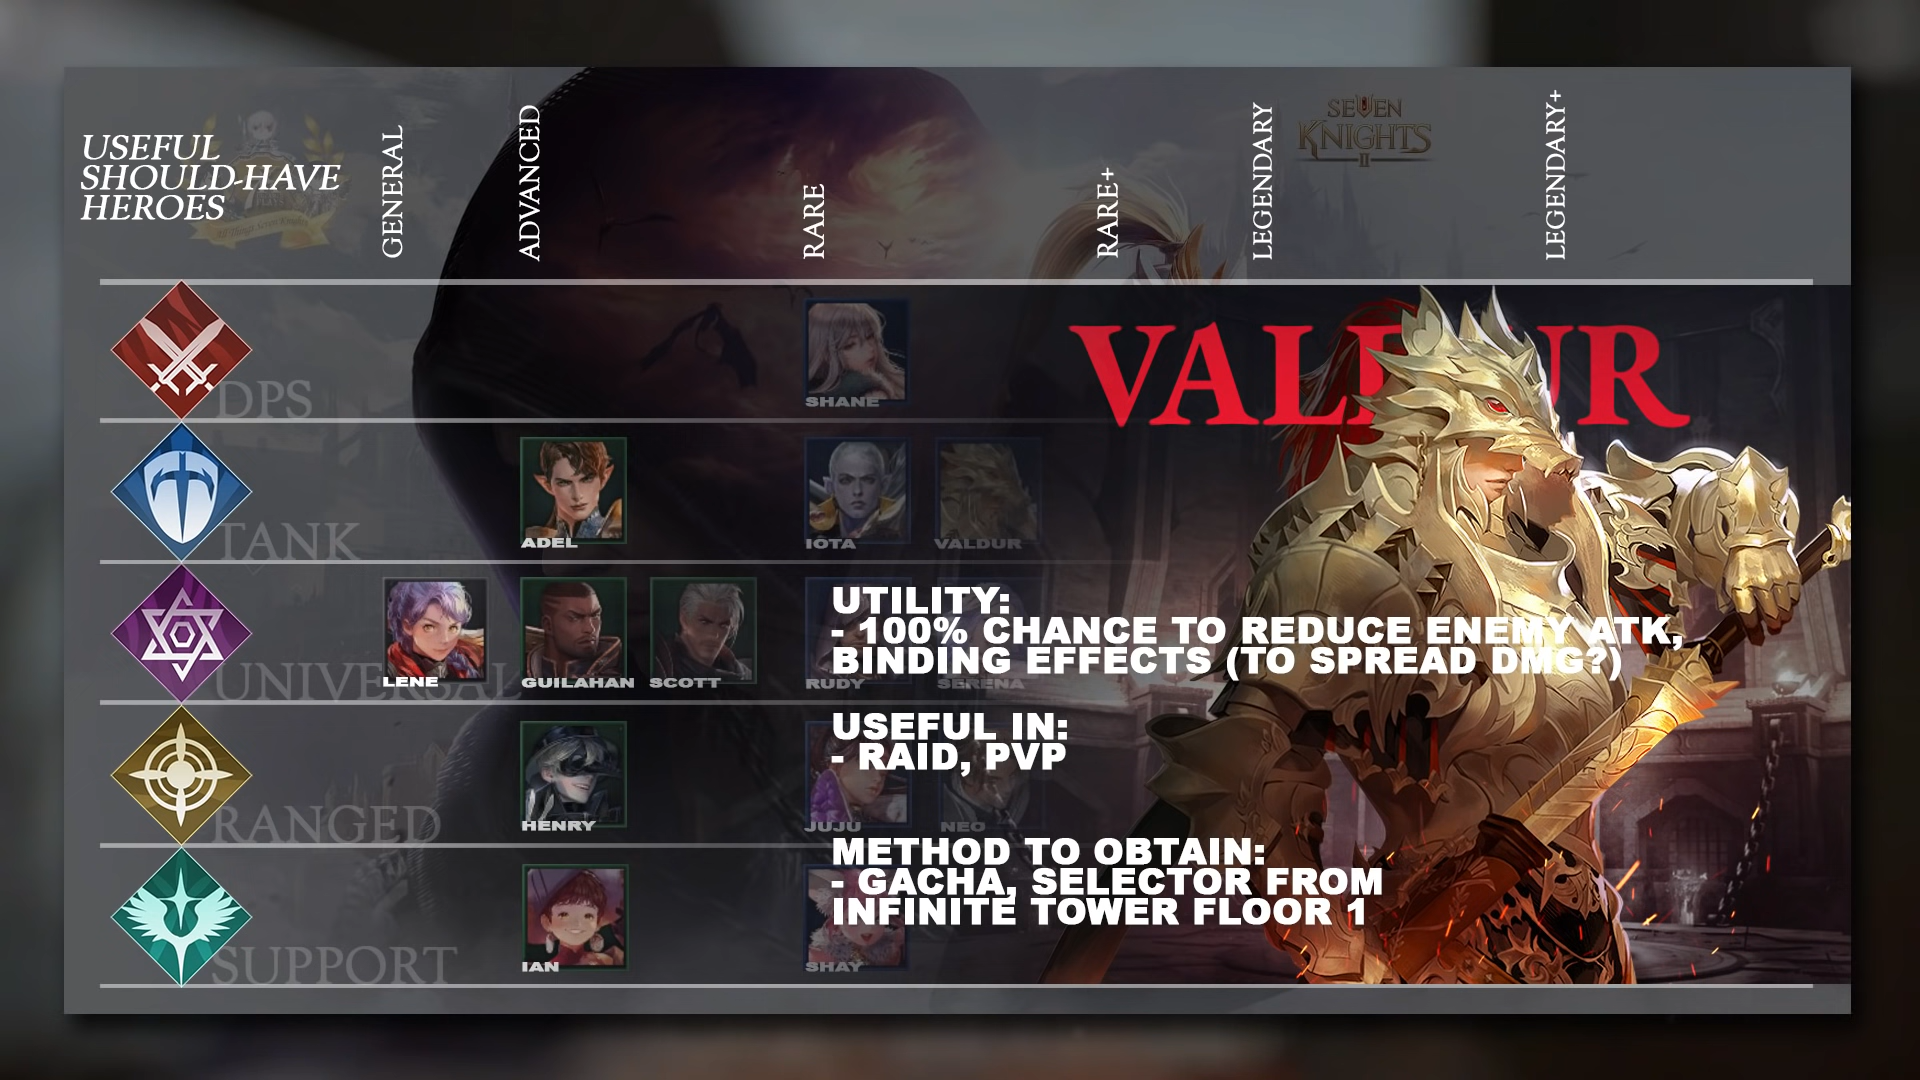 USEFUL
SHOULD-HAVE
HEROES
GENERAL
ADVANCED
RARE
RARE+
LEGENDARY
LEGENDARY+
SEVEN
KNIGHTS
II
DPS
SHANE
VALDUR
TANK
ADEL
IOTA
VALDUR
UNIVERSAL
LENE
GUILAHAN
SCOTT
RUDY
SERENA
UTILITY:
- 100% CHANCE TO REDUCE ENEMY ATK,
BINDING EFFECTS (TO SPREAD DMG?)
USEFUL IN:
- RAID, PVP
RANGED
HENRY
JUJU
NEO
METHOD TO OBTAIN:
- GACHA, SELECTOR FROM
INFINITE TOWER FLOOR 1
SUPPORT
IAN
SHAY